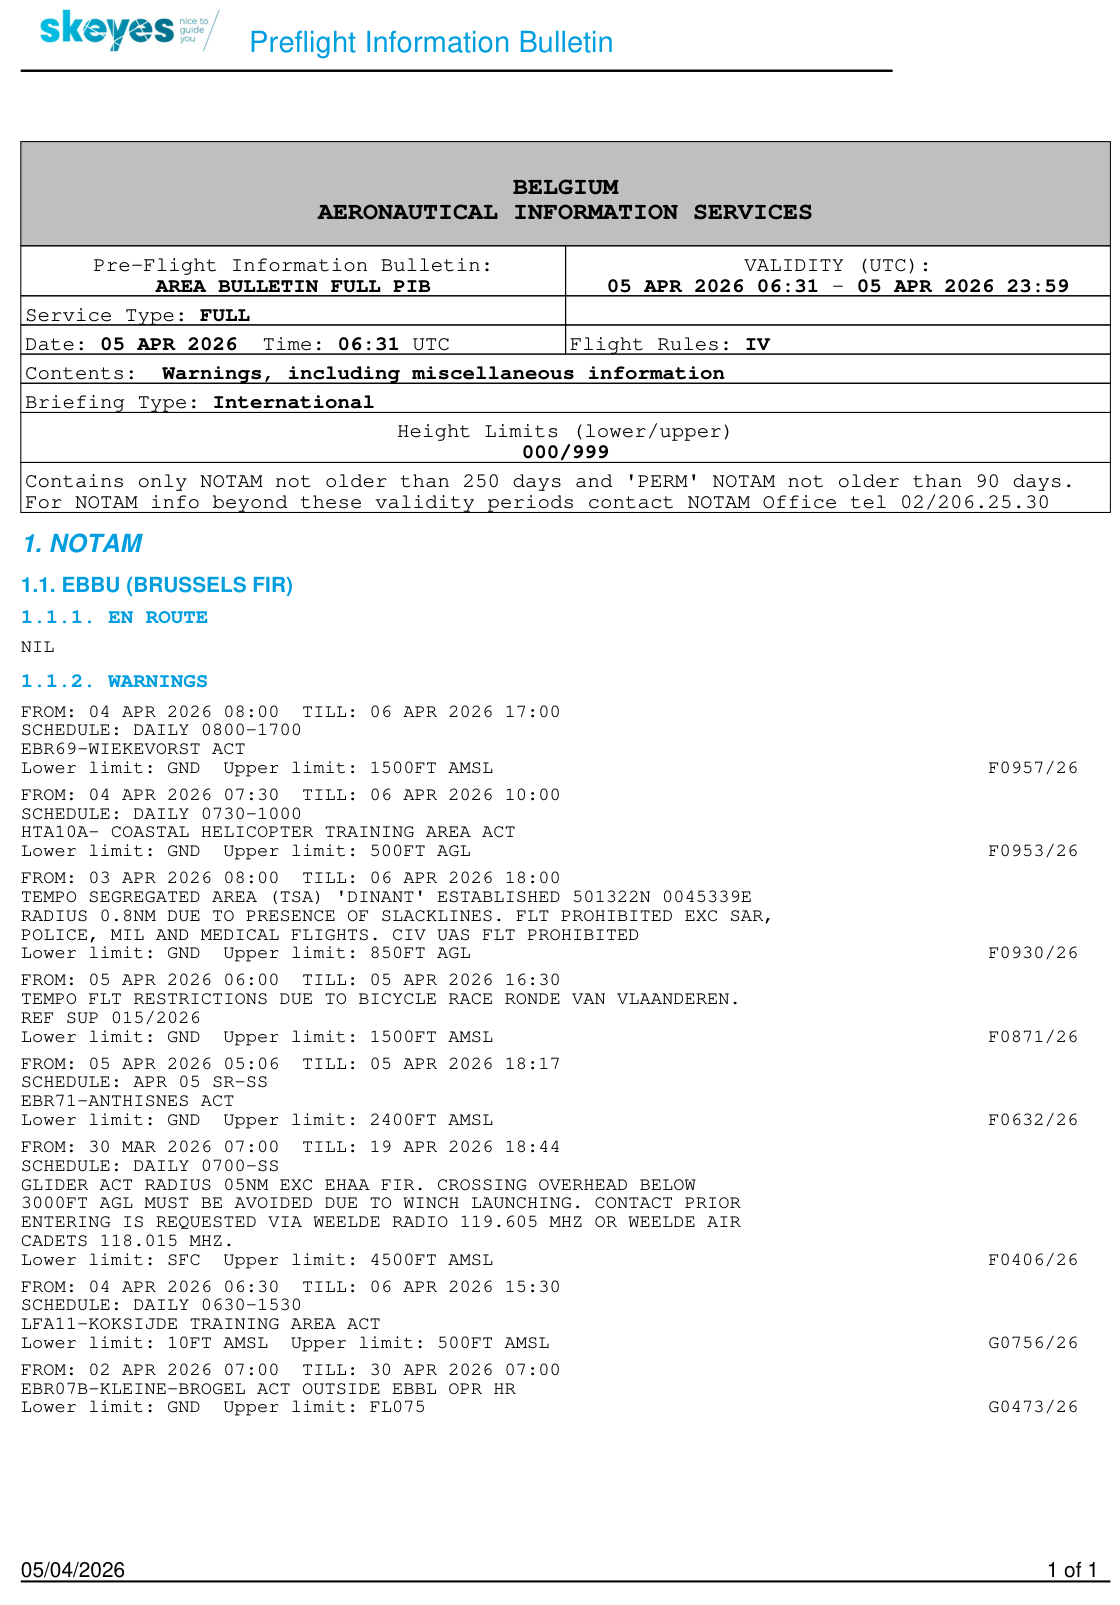 skeyes nice to guide you
Preflight Information Bulletin
BELGIUM
AERONAUTICAL INFORMATION SERVICES
Pre-Flight Information Bulletin:
AREA BULLETIN FULL PIB
VALIDITY (UTC):
05 APR 2026 06:31 - 05 APR 2026 23:59
Service Type: FULL
Date: 05 APR 2026 Time: 06:31 UTC
Flight Rules: IV
Contents: Warnings, including miscellaneous information
Briefing Type: International
Height Limits (lower/upper)
000/999
Contains only NOTAM not older than 250 days and 'PERM' NOTAM not older than 90 days.
For NOTAM info beyond these validity periods contact NOTAM Office tel 02/206.25.30
1. NOTAM
1.1. EBBU (BRUSSELS FIR)
1.1.1. EN ROUTE
NIL
1.1.2. WARNINGS
FROM: 04 APR 2026 08:00 TILL: 06 APR 2026 17:00
SCHEDULE: DAILY 0800-1700
EBR69-WIEKEVORST ACT
Lower limit: GND Upper limit: 1500FT AMSL F0957/26
FROM: 04 APR 2026 07:30 TILL: 06 APR 2026 10:00
SCHEDULE: DAILY 0730-1000
HTA10A- COASTAL HELICOPTER TRAINING AREA ACT
Lower limit: GND Upper limit: 500FT AGL F0953/26
FROM: 03 APR 2026 08:00 TILL: 06 APR 2026 18:00
TEMPO SEGREGATED AREA (TSA) 'DINANT' ESTABLISHED 501322N 0045339E
RADIUS 0.8NM DUE TO PRESENCE OF SLACKLINES. FLT PROHIBITED EXC SAR,
POLICE, MIL AND MEDICAL FLIGHTS. CIV UAS FLT PROHIBITED
Lower limit: GND Upper limit: 850FT AGL F0930/26
FROM: 05 APR 2026 06:00 TILL: 05 APR 2026 16:30
TEMPO FLT RESTRICTIONS DUE TO BICYCLE RACE RONDE VAN VLAANDEREN.
REF SUP 015/2026
Lower limit: GND Upper limit: 1500FT AMSL F0871/26
FROM: 05 APR 2026 05:06 TILL: 05 APR 2026 18:17
SCHEDULE: APR 05 SR-SS
EBR71-ANTHISNES ACT
Lower limit: GND Upper limit: 2400FT AMSL F0632/26
FROM: 30 MAR 2026 07:00 TILL: 19 APR 2026 18:44
SCHEDULE: DAILY 0700-SS
GLIDER ACT RADIUS 05NM EXC EHAA FIR. CROSSING OVERHEAD BELOW
3000FT AGL MUST BE AVOIDED DUE TO WINCH LAUNCHING. CONTACT PRIOR
ENTERING IS REQUESTED VIA WEELDE RADIO 119.605 MHZ OR WEELDE AIR
CADETS 118.015 MHZ.
Lower limit: SFC Upper limit: 4500FT AMSL F0406/26
FROM: 04 APR 2026 06:30 TILL: 06 APR 2026 15:30
SCHEDULE: DAILY 0630-1530
LFA11-KOKSIJDE TRAINING AREA ACT
Lower limit: 10FT AMSL Upper limit: 500FT AMSL G0756/26
FROM: 02 APR 2026 07:00 TILL: 30 APR 2026 07:00
EBR07B-KLEINE-BROGEL ACT OUTSIDE EBBL OPR HR
Lower limit: GND Upper limit: FL075 G0473/26
05/04/2026 1 of 1